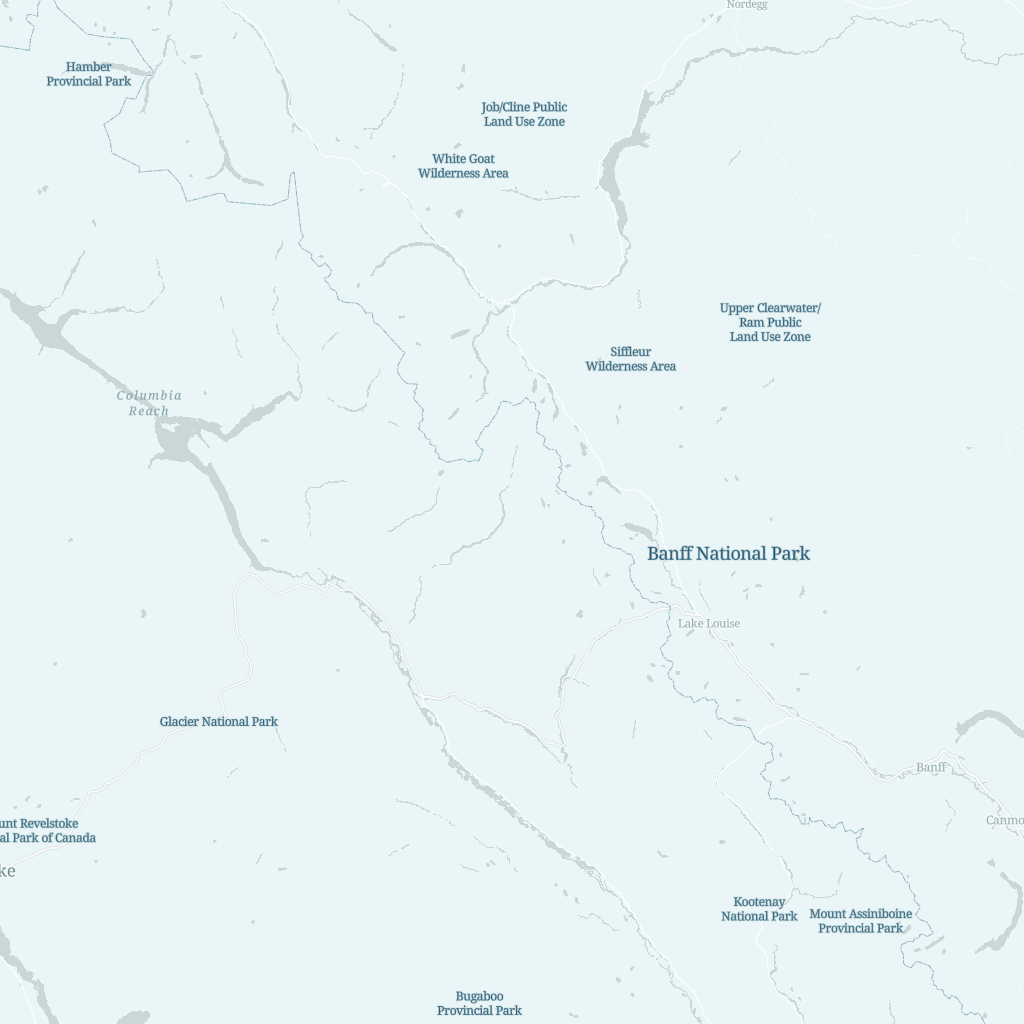 Nordegg
Hamber
Provincial Park
Job/Cline Public
Land Use Zone
White Goat
Wilderness Area
Upper Clearwater/
Ram Public
Land Use Zone
Siffleur
Wilderness Area
Columbia
Reach
Banff National Park
Lake Louise
Glacier National Park
Banff
Canmo
unt Revelstoke
al Park of Canada
ke
Kootenay
National Park
Mount Assiniboine
Provincial Park
Bugaboo
Provincial Park